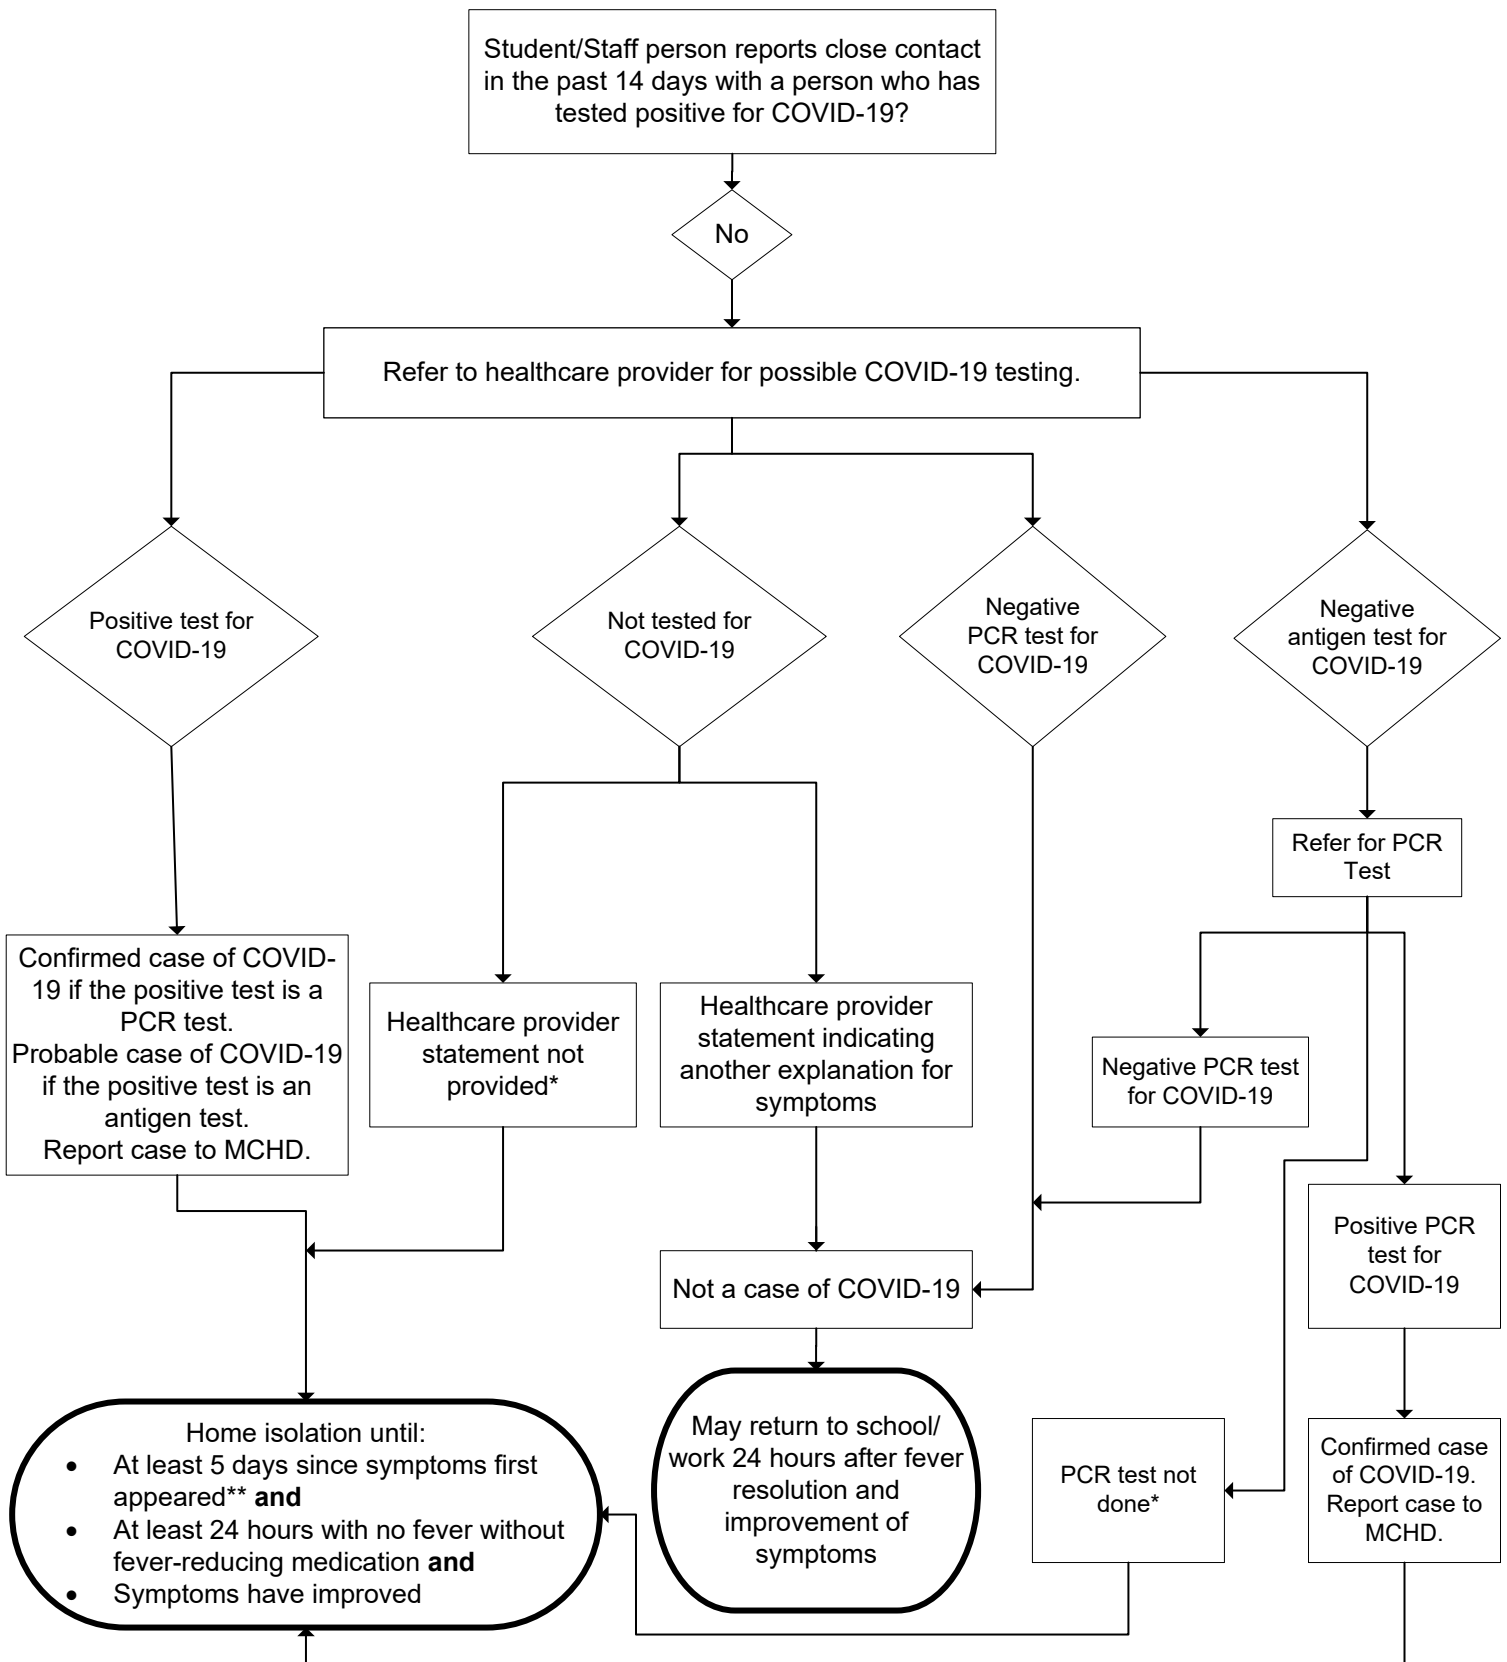 Student/Staff person reports close contact
in the past 14 days with a person who has
tested positive for COVID-19?
No
Refer to healthcare provider for possible COVID-19 testing.
Positive test for
COVID-19
Not tested for
COVID-19
Negative
PCR test for
COVID-19
Negative
antigen test for
COVID-19
Refer for PCR
Test
Confirmed case of COVID-
19 if the positive test is a
PCR test.
Probable case of COVID-19
if the positive test is an
antigen test.
Report case to MCHD.
Healthcare provider
statement not
provided*
Healthcare provider
statement indicating
another explanation for
symptoms
Negative PCR test
for COVID-19
Positive PCR
test for
COVID-19
Not a case of COVID-19
Home isolation until:
• At least 5 days since symptoms first
appeared** and
• At least 24 hours with no fever without
fever-reducing medication and
• Symptoms have improved
May return to school/
work 24 hours after fever
resolution and
improvement of
symptoms
PCR test not
done*
Confirmed case
of COVID-19.
Report case to
MCHD.